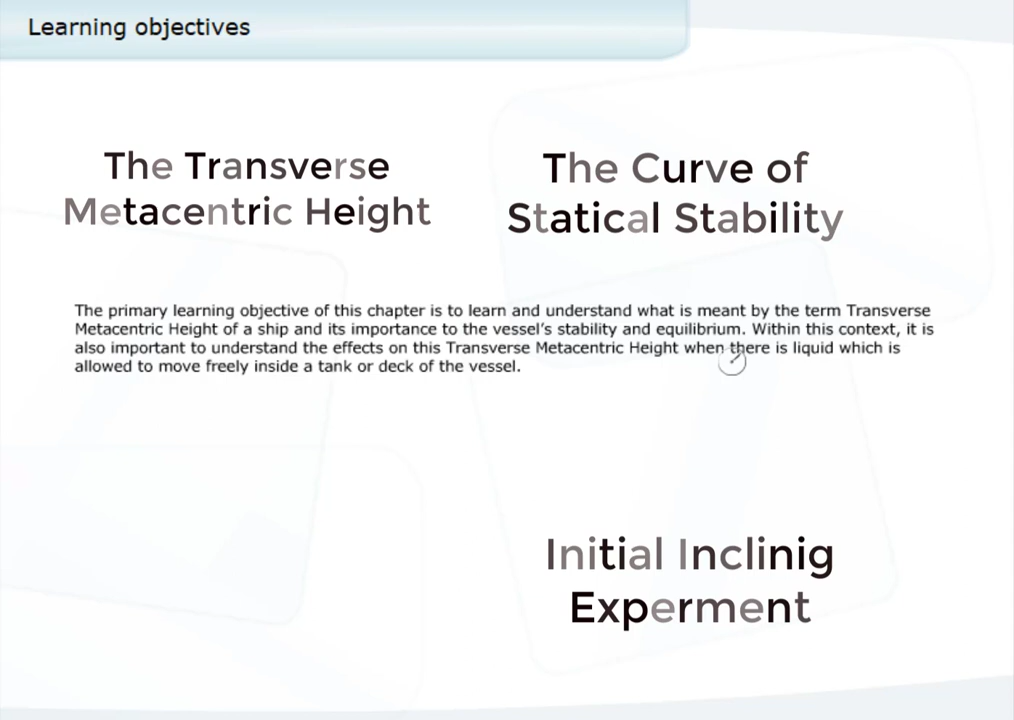 Learning objectives
The Transverse
Metacentric Height
The Curve of
Statical Stability
The primary learning objective of this chapter is to learn and understand what is meant by the term Transverse
Metacentric Height of a ship and its importance to the vessel's stability and equilibrium. Within this context, it is
also important to understand the effects on this Transverse Metacentric Height when there is liquid which is
allowed to move freely inside a tank or deck of the vessel.
Initial Inclinig
Experment